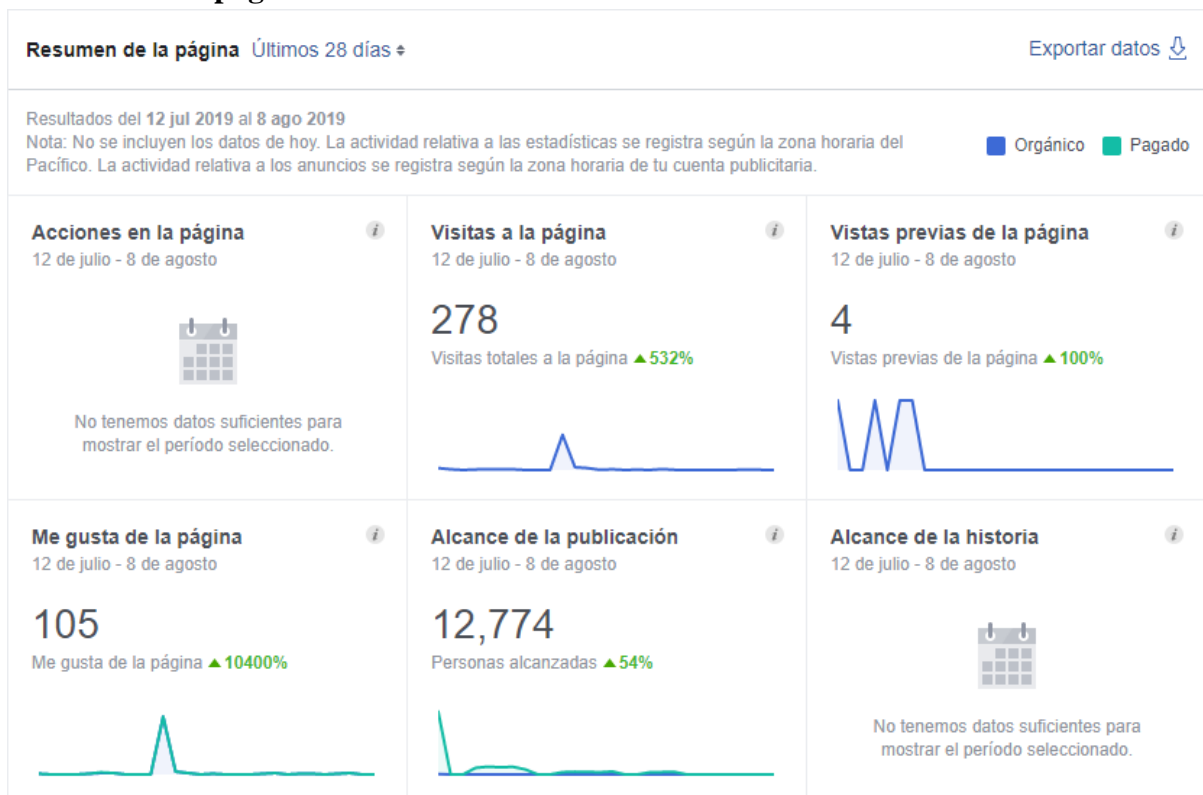 Resumen de la página Últimos 28 días
Exportar datos
Resultados del 12 jul 2019 al 8 ago 2019
Nota: No se incluyen los datos de hoy. La actividad relativa a las estadísticas se registra según la zona horaria del
Pacífico. La actividad relativa a los anuncios se registra según la zona horaria de tu cuenta publicitaria.
Orgánico Pagado
Acciones en la página
12 de julio - 8 de agosto
No tenemos datos suficientes para
mostrar el período seleccionado.
Visitas a la página
12 de julio - 8 de agosto
278
Visitas totales a la página ▲532%
Vistas previas de la página
12 de julio - 8 de agosto
4
Vistas previas de la página ▲100%
Me gusta de la página
12 de julio - 8 de agosto
105
Me gusta de la página ▲10400%
Alcance de la publicación
12 de julio - 8 de agosto
12,774
Personas alcanzadas ▲54%
Alcance de la historia
12 de julio - 8 de agosto
No tenemos datos suficientes para
mostrar el período seleccionado.